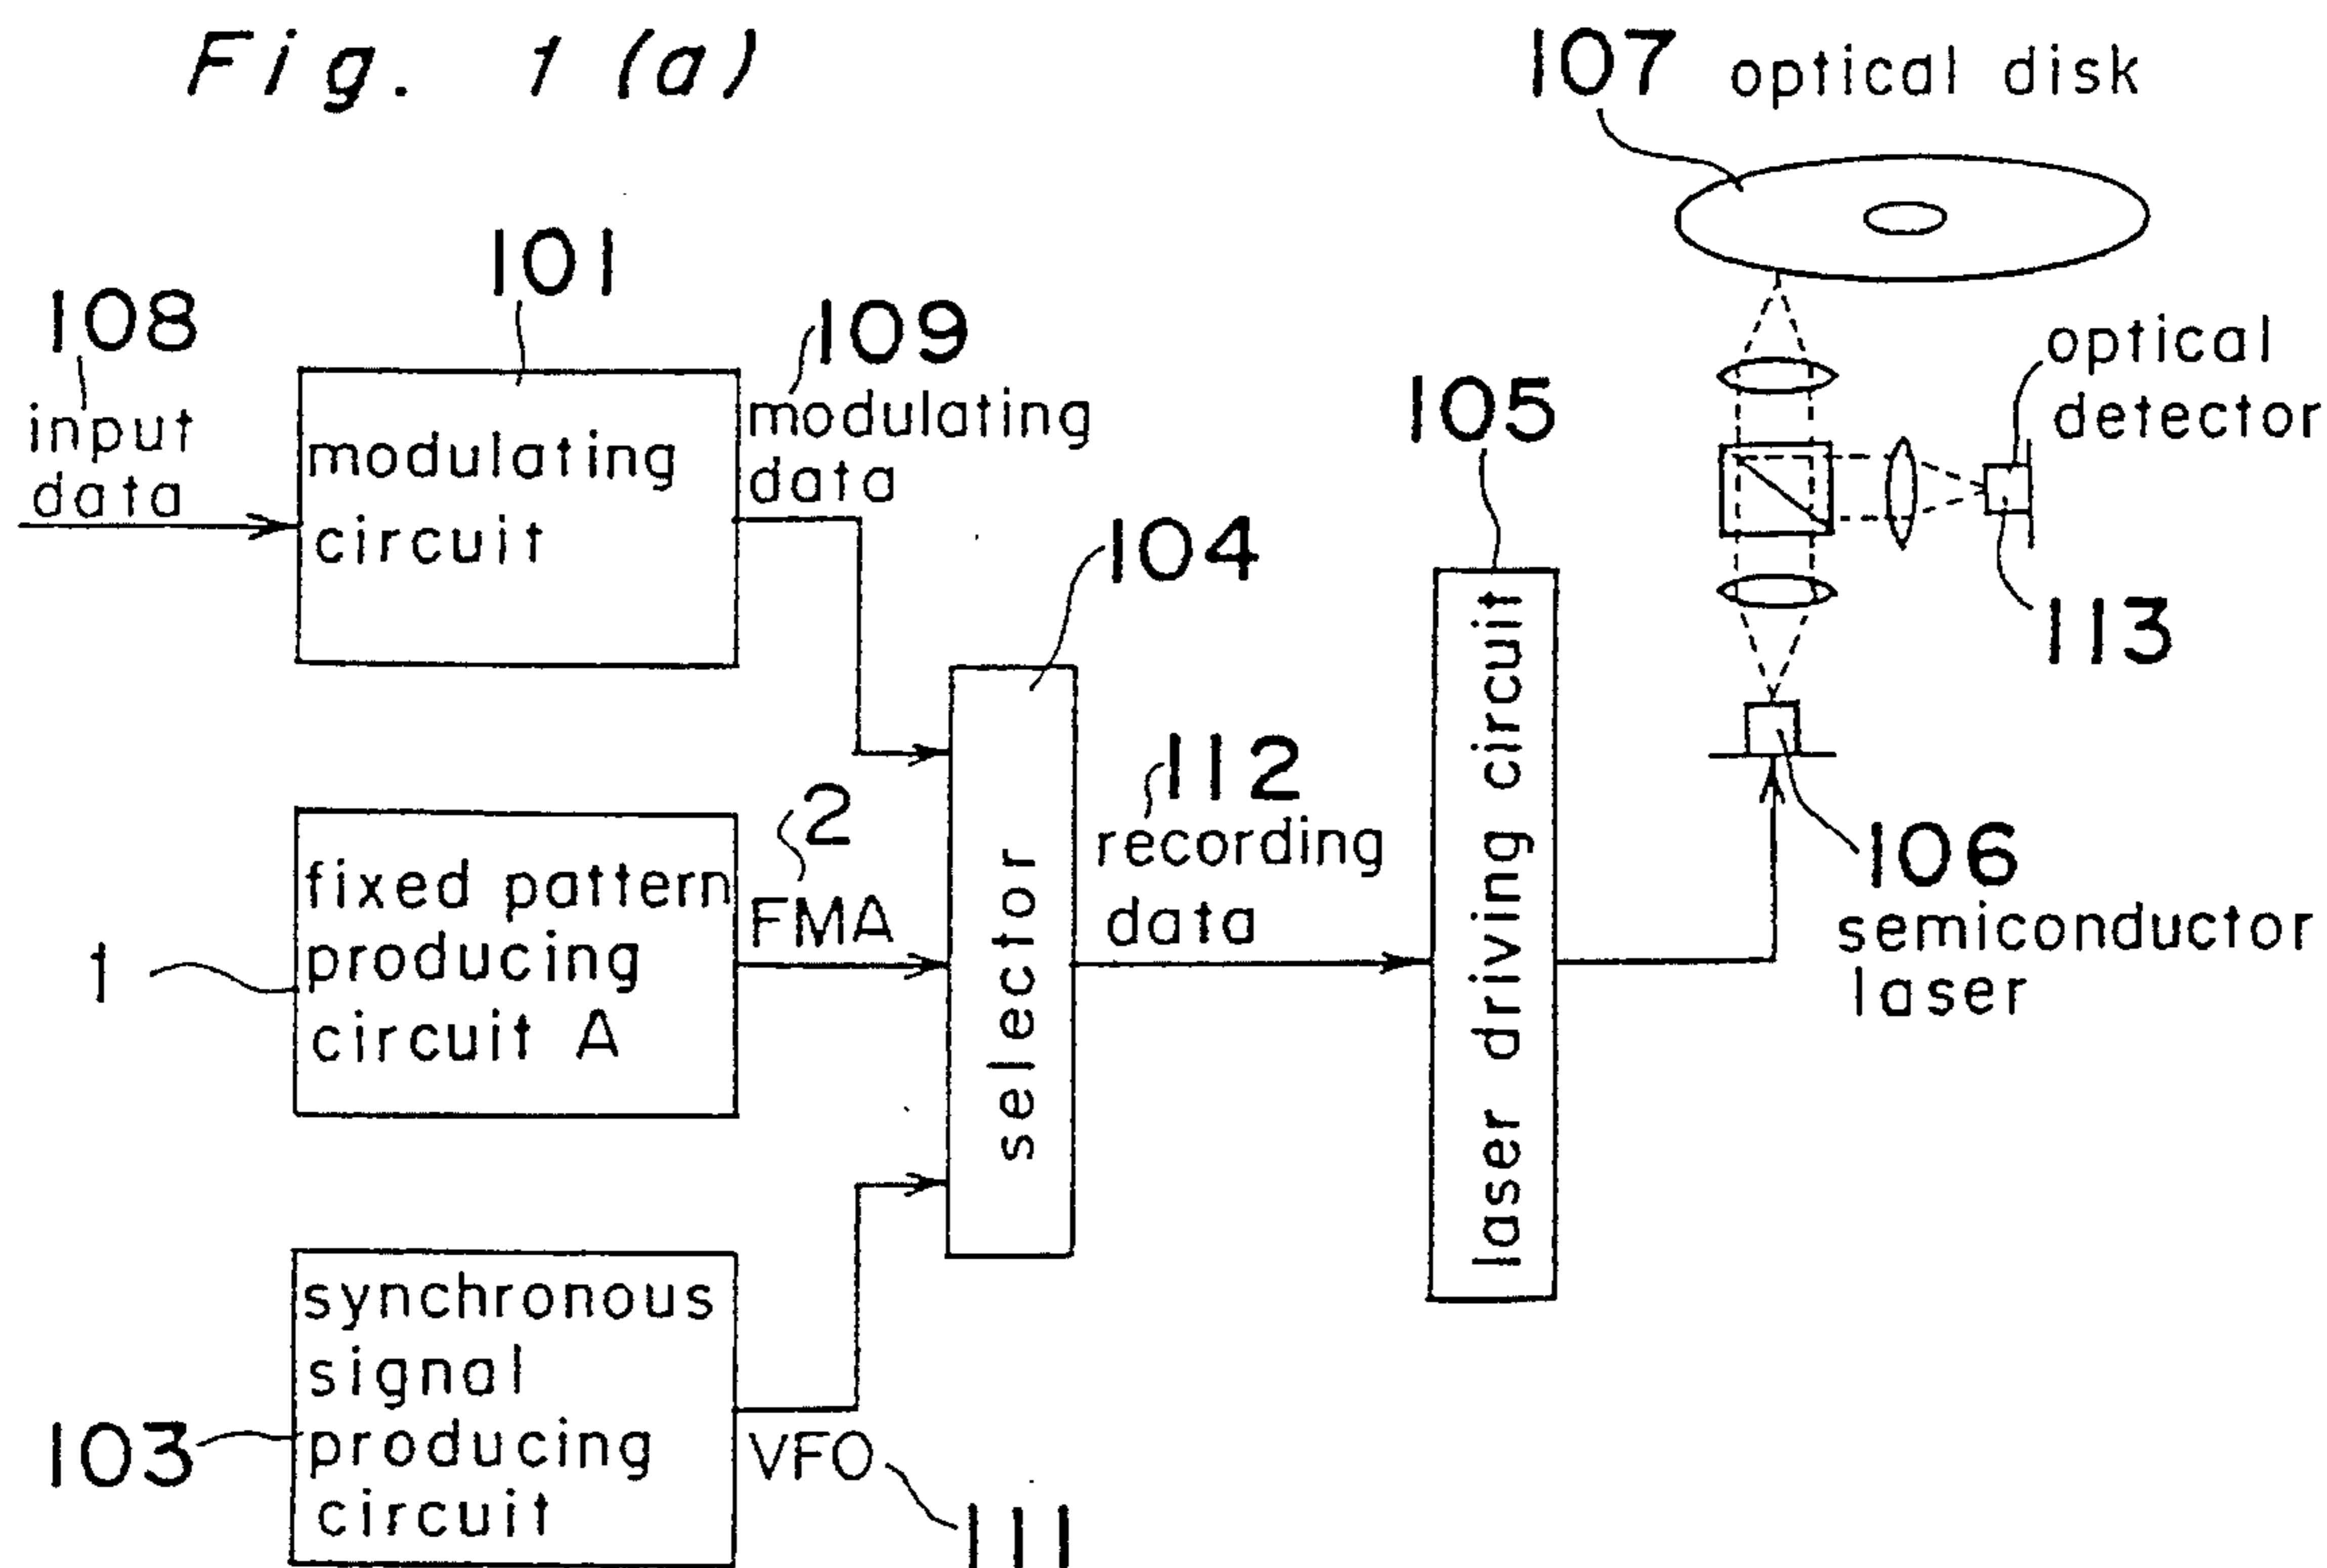 Fig. 1 (a)
107 optical disk
101
108
input
data
modulating
circuit
109
modulating
data
104
105
optical
detector
113
1
fixed pattern
producing
circuit A
2
FMA
selector
112
recording
data
laser driving circuit
106
semiconductor
laser
103
synchronous
signal
producing
circuit
VFO
111